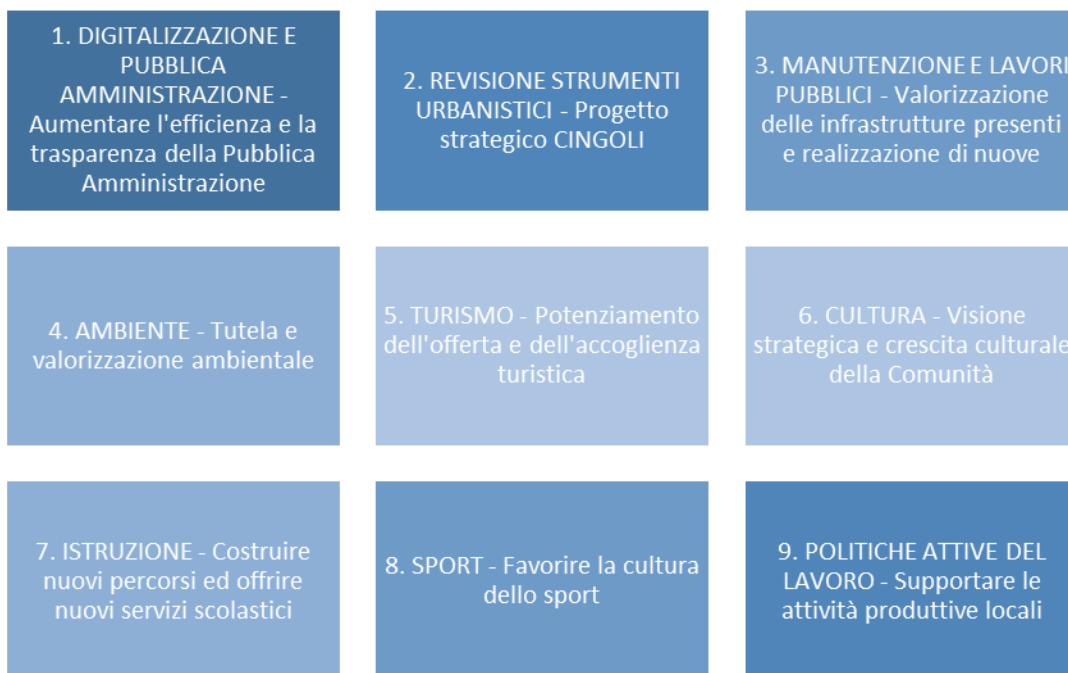 1. DIGITALIZZAZIONE E
PUBBLICA
AMMINISTRAZIONE -
Aumentare l'efficienza e la
trasparenza della Pubblica
Amministrazione
2. REVISIONE STRUMENTI
URBANISTICI - Progetto
strategico CINGOLI
3. MANUTENZIONE E LAVORI
PUBBLICI - Valorizzazione
delle infrastrutture presenti
e realizzazione di nuove
4. AMBIENTE - Tutela e
valorizzazione ambientale
5. TURISMO - Potenziamento
dell'offerta e dell'accoglienza
turistica
6. CULTURA - Visione
strategica e crescita culturale
della Comunità
7. ISTRUZIONE - Costruire
nuovi percorsi ed offrire
nuovi servizi scolastici
8. SPORT - Favorire la cultura
dello sport
9. POLITICHE ATTIVE DEL
LAVORO - Supportare le
attività produttive locali